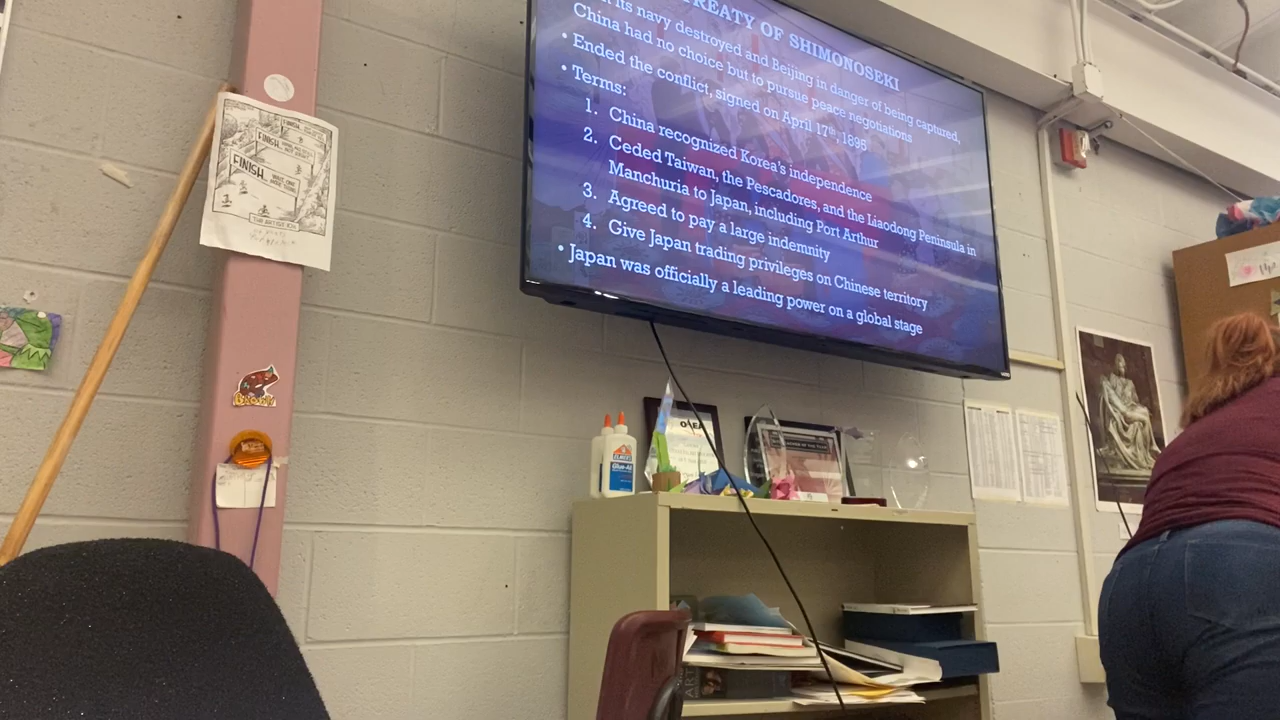 TREATY OF SHIMONOSEKI
its navy destroyed and Beijing in danger of being captured,
China had no choice but to pursue peace negotiations
• Ended the conflict, signed on April 17th, 1895
• Terms:
1. China recognized Korea's independence
2. Ceded Taiwan, the Pescadores, and the Liaodong Peninsula in
Manchuria to Japan, including Port Arthur
3. Agreed to pay a large indemnity
4. Give Japan trading privileges on Chinese territory
• Japan was officially a leading power on a global stage
FINISH
FINISH
FINISH
ELMER'S
Glue-All